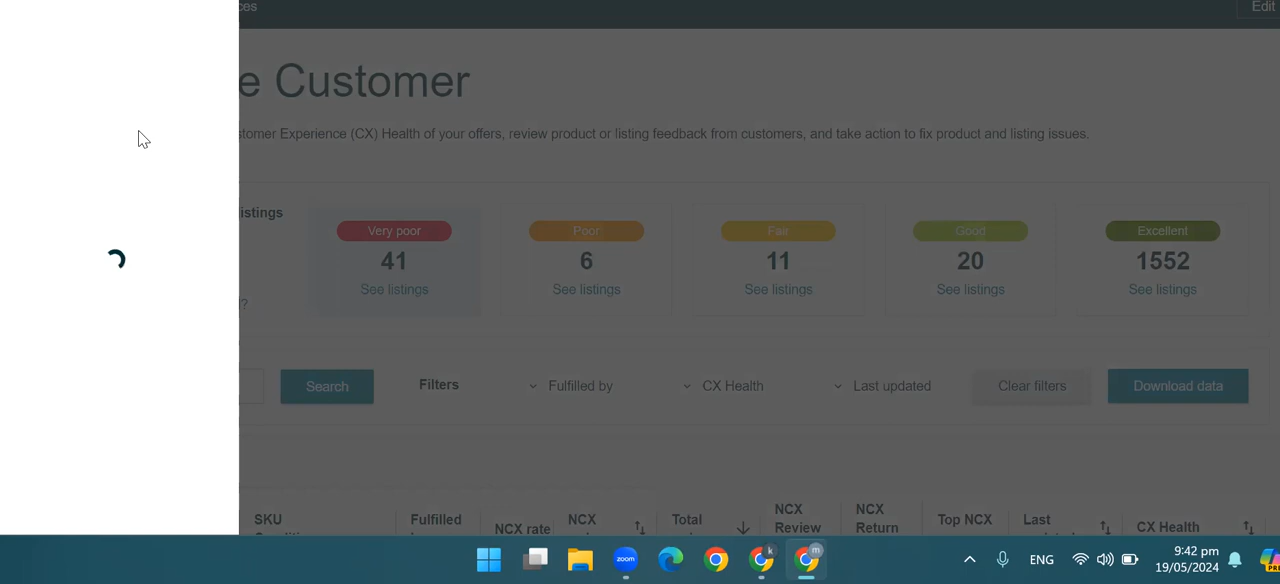 ces
Edit
e Customer
stomer Experience (CX) Health of your offers, review product or listing feedback from customers, and take action to fix product and listing issues.
istings
Very poor
41
See listings
Poor
6
See listings
Fair
11
See listings
Good
20
See listings
Excellent
1552
See listings
?
Search
Filters
Fulfilled by
CX Health
Last updated
Clear filters
Download data
SKU
Fulfilled
NCX rate
NCX
Total
NCX
Review
NCX
Return
Top NCX
Last
CX Health
zoom
k
m
ENG
9:42 pm
19/05/2024
PRE